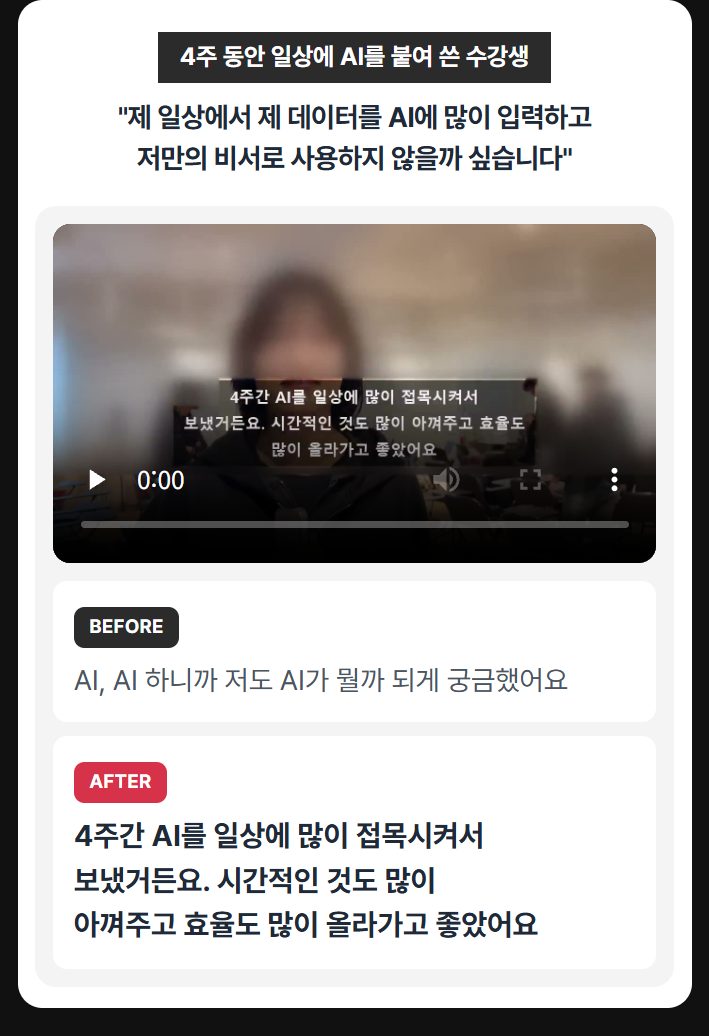 4주 동안 일상에 AI를 붙여 쓴 수강생
"제 일상에서 제 데이터를 AI에 많이 입력하고
저만의 비서로 사용하지 않을까 싶습니다"
4주간 AI를 일상에 많이 접목시켜서
보냈거든요. 시간적인 것도 많이 아껴주고 효율도
많이 올라가고 좋았어요
0:00
BEFORE
AI, AI 하니까 저도 AI가 뭘까 되게 궁금했어요
AFTER
4주간 AI를 일상에 많이 접목시켜서
보냈거든요. 시간적인 것도 많이
아껴주고 효율도 많이 올라가고 좋았어요